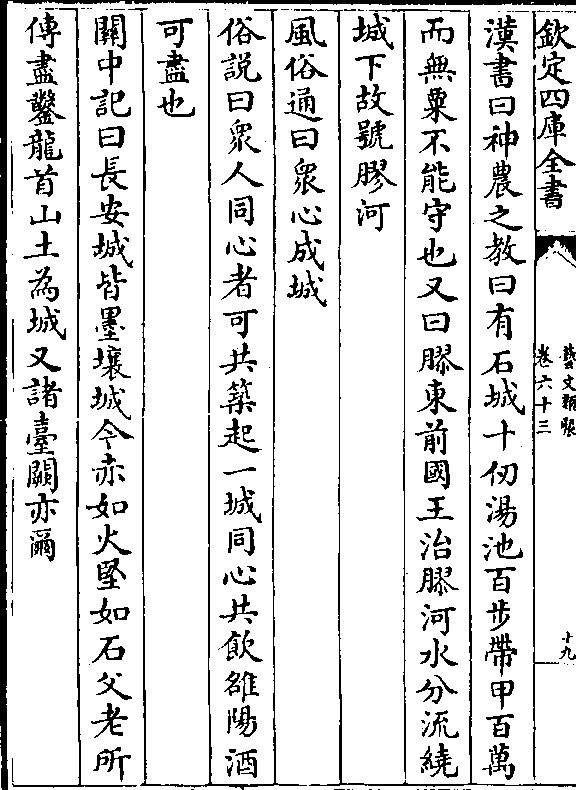 欽定四庫全書
藝文類聚
卷六十三
十九
漢書曰神農之教曰有石城十仞湯池百步帶甲百萬
而無粟不能守也又曰膠東前國王治膠河水分流繞
城下故號膠河
風俗通曰衆心成城
俗說曰衆人同心者可共築起一城同心共飲雒陽酒
可盡也
關中記曰長安城皆墨壤城今赤如火堅如石父老所
傳盡鑿龍首山土為城又諸臺闕亦爾